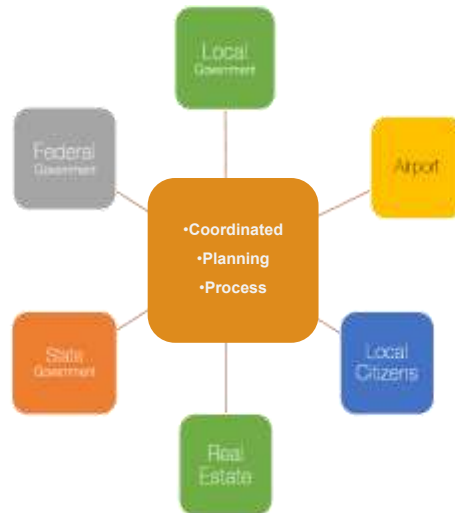 Local
Government
Federal
Government
Airport
•Coordinated
•Planning
•Process
State
Government
Local
Citizens
Real
Estate